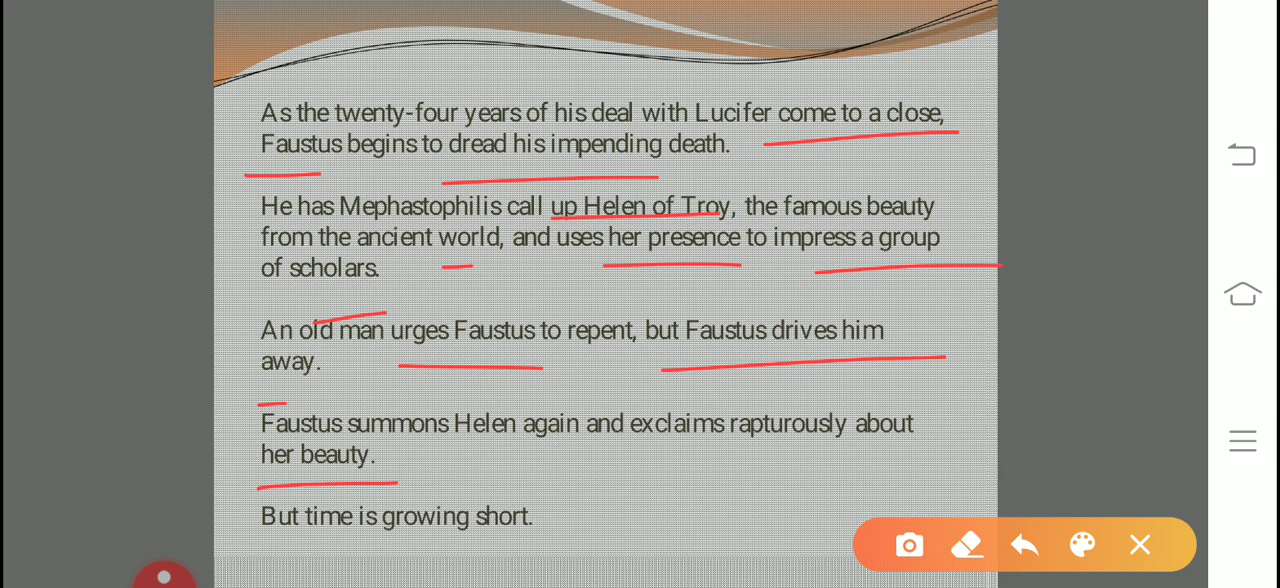 As the twenty-four years of his deal with Lucifer come to a close,
Faustus begins to dread his impending death.
He has Mephastophilis call up Helen of Troy, the famous beauty
from the ancient world, and uses her presence to impress a group
of scholars.
An old man urges Faustus to repent, but Faustus drives him
away.
Faustus summons Helen again and exclaims rapturously about
her beauty.
But time is growing short.